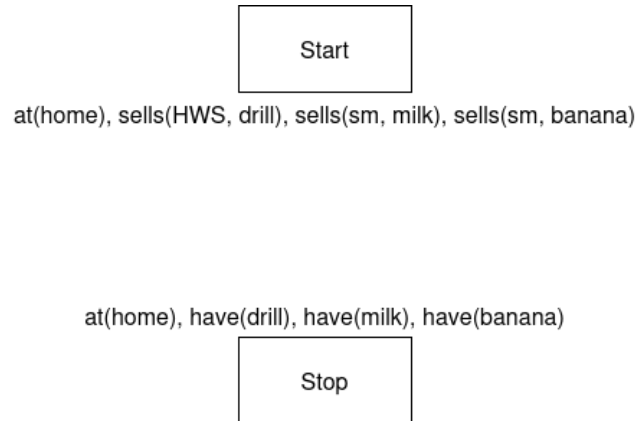 Start
at(home), sells(HWS, drill), sells(sm, milk), sells(sm, banana)
at(home), have(drill), have(milk), have(banana)
Stop